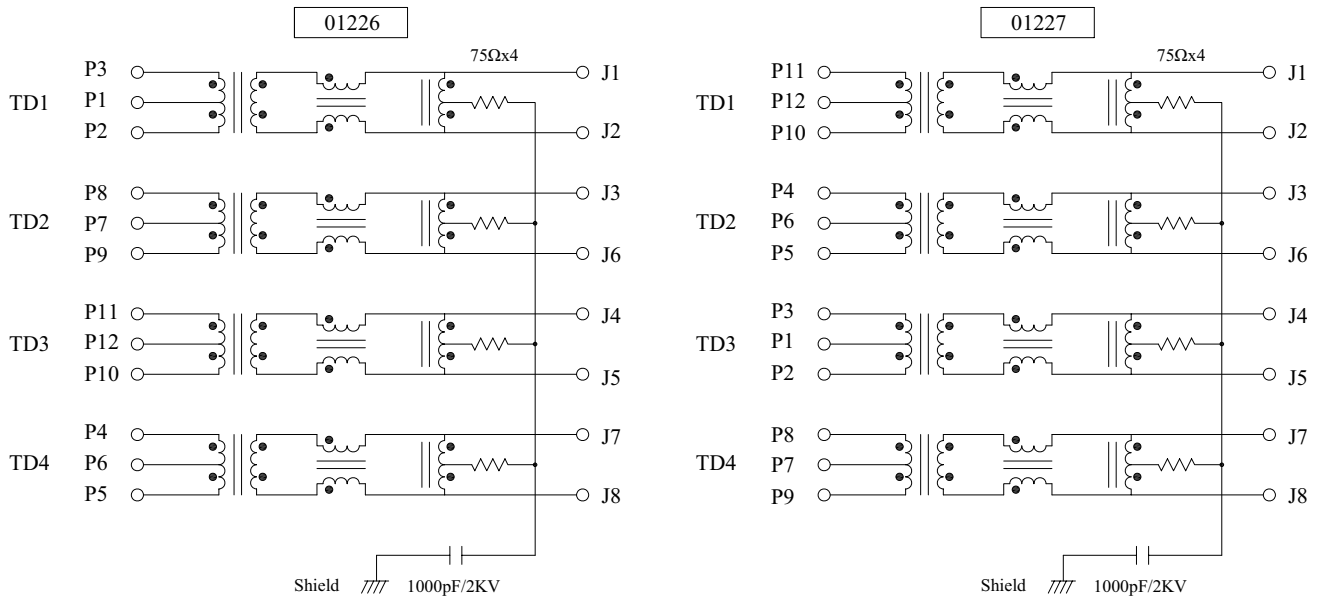 01226
75Ωx4
P3
J1
TD1
P1
P2
J2
P8
J3
TD2
P7
P9
J6
P11
J4
TD3
P12
P10
J5
P4
J7
TD4
P6
P5
J8
Shield
1000pF/2KV
01227
75Ωx4
P11
J1
TD1
P12
P10
J2
P4
J3
TD2
P6
P5
J6
P3
J4
TD3
P1
P2
J5
P8
J7
TD4
P7
P9
J8
Shield
1000pF/2KV